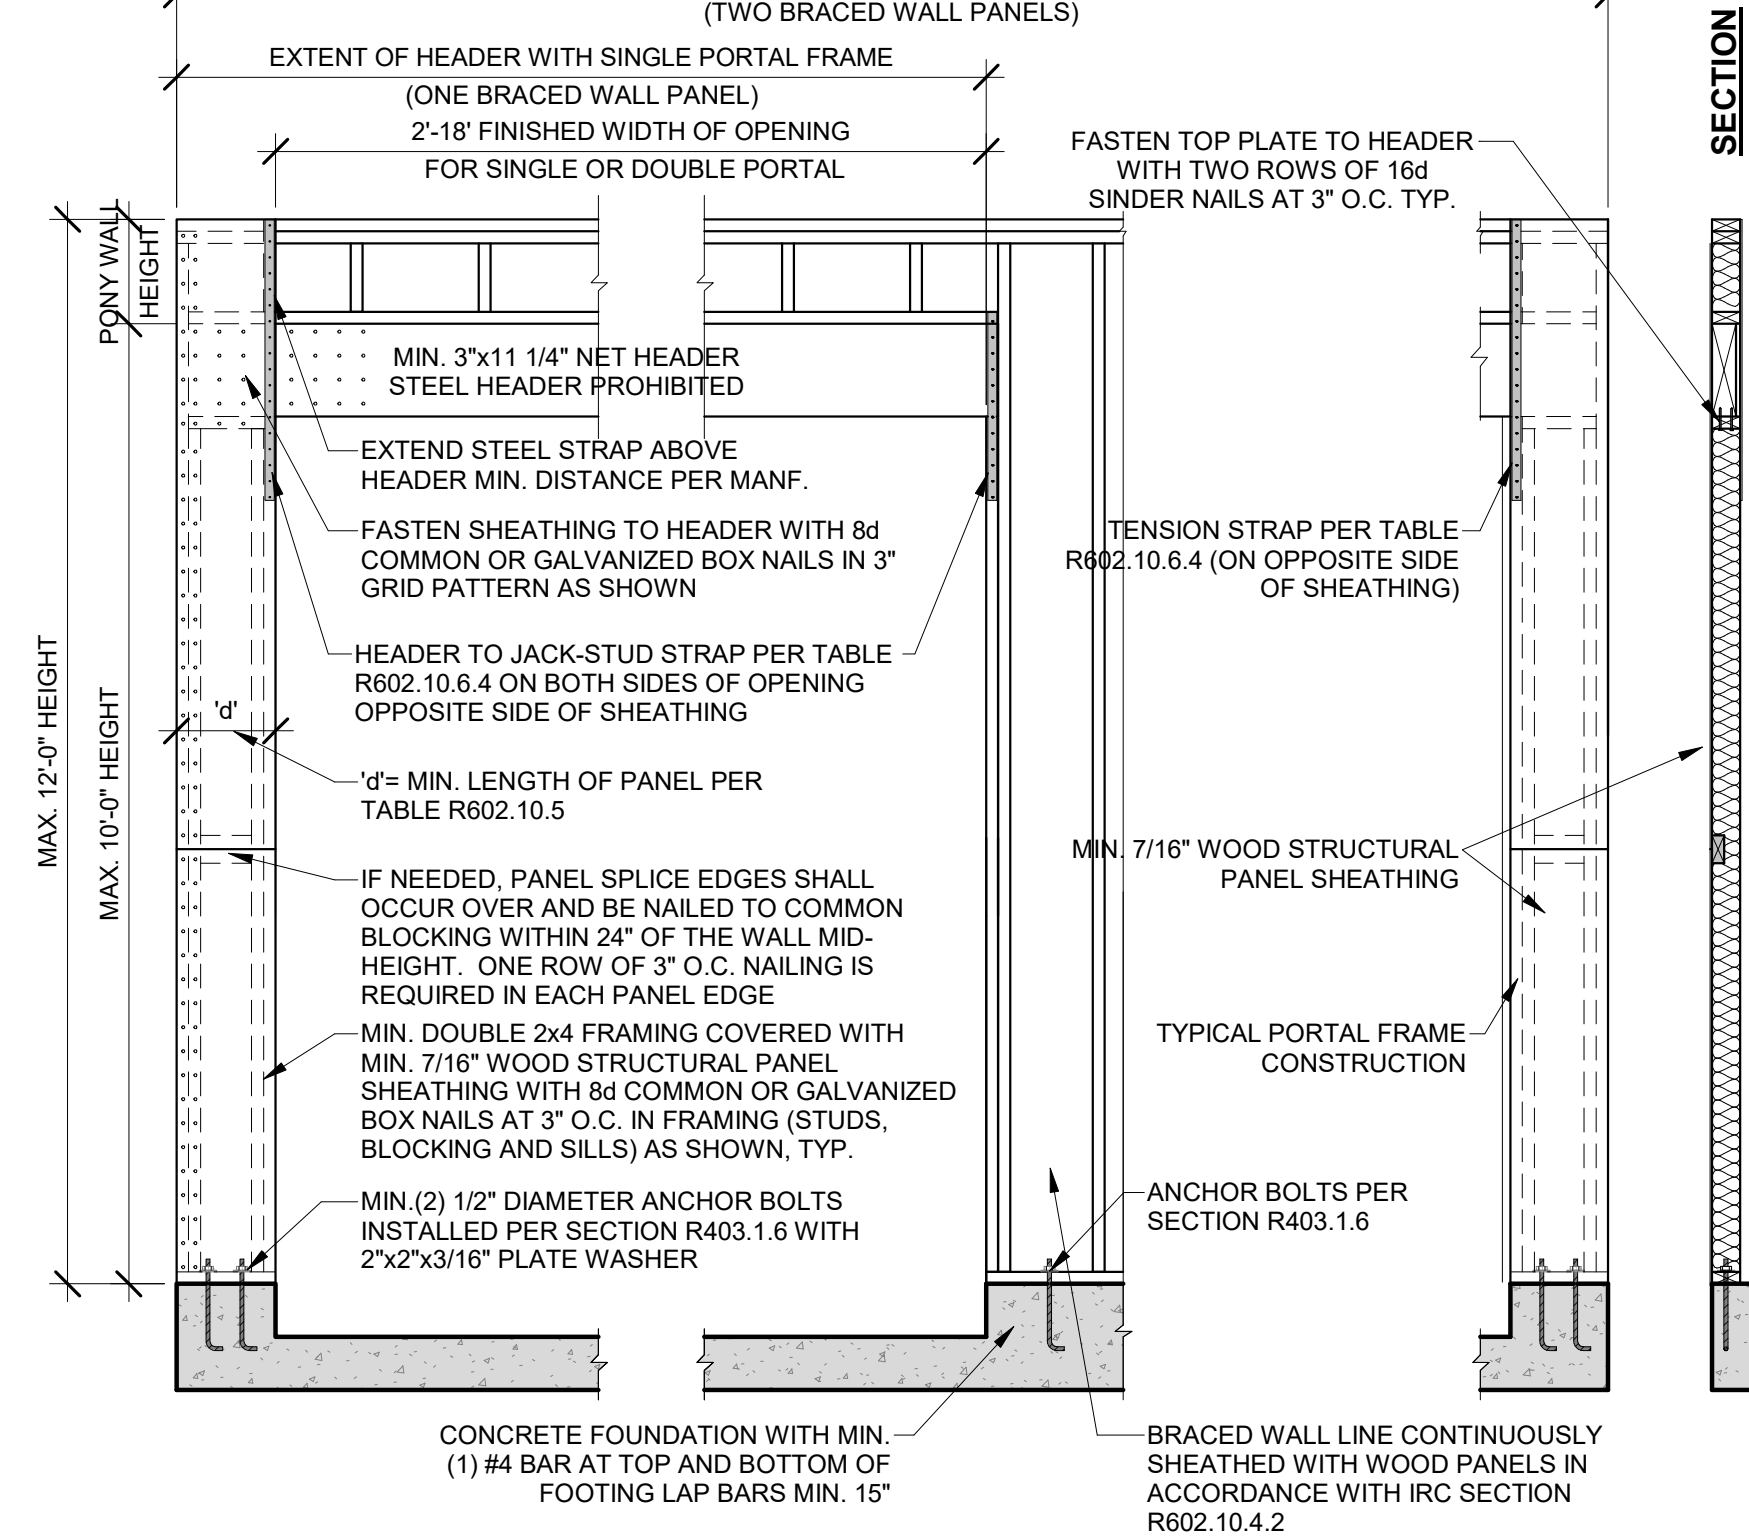 (TWO BRACED WALL PANELS)
EXTENT OF HEADER WITH SINGLE PORTAL FRAME
(ONE BRACED WALL PANEL)
2'-18' FINISHED WIDTH OF OPENING
FOR SINGLE OR DOUBLE PORTAL
FASTEN TOP PLATE TO HEADER
WITH TWO ROWS OF 16d
SINDER NAILS AT 3" O.C. TYP.
SECTION
PONY WALL
HEIGHT
MIN. 3"x11 1/4" NET HEADER
STEEL HEADER PROHIBITED
EXTEND STEEL STRAP ABOVE
HEADER MIN. DISTANCE PER MANF.
FASTEN SHEATHING TO HEADER WITH 8d
COMMON OR GALVANIZED BOX NAILS IN 3"
GRID PATTERN AS SHOWN
TENSION STRAP PER TABLE
R602.10.6.4 (ON OPPOSITE SIDE
OF SHEATHING)
HEADER TO JACK-STUD STRAP PER TABLE
R602.10.6.4 ON BOTH SIDES OF OPENING
OPPOSITE SIDE OF SHEATHING
MAX. 12'-0" HEIGHT
MAX. 10'-0" HEIGHT
'd'
'd'= MIN. LENGTH OF PANEL PER
TABLE R602.10.5
MIN. 7/16" WOOD STRUCTURAL
PANEL SHEATHING
IF NEEDED, PANEL SPLICE EDGES SHALL
OCCUR OVER AND BE NAILED TO COMMON
BLOCKING WITHIN 24" OF THE WALL MID-
HEIGHT.  ONE ROW OF 3" O.C. NAILING IS
REQUIRED IN EACH PANEL EDGE
MIN. DOUBLE 2x4 FRAMING COVERED WITH
MIN. 7/16" WOOD STRUCTURAL PANEL
SHEATHING WITH 8d COMMON OR GALVANIZED
BOX NAILS AT 3" O.C. IN FRAMING (STUDS,
BLOCKING AND SILLS) AS SHOWN, TYP.
TYPICAL PORTAL FRAME
CONSTRUCTION
MIN.(2) 1/2" DIAMETER ANCHOR BOLTS
INSTALLED PER SECTION R403.1.6 WITH
2"x2"x3/16" PLATE WASHER
ANCHOR BOLTS PER
SECTION R403.1.6
CONCRETE FOUNDATION WITH MIN.
(1) #4 BAR AT TOP AND BOTTOM OF
FOOTING LAP BARS MIN. 15"
BRACED WALL LINE CONTINUOUSLY
SHEATHED WITH WOOD PANELS IN
ACCORDANCE WITH IRC SECTION
R602.10.4.2